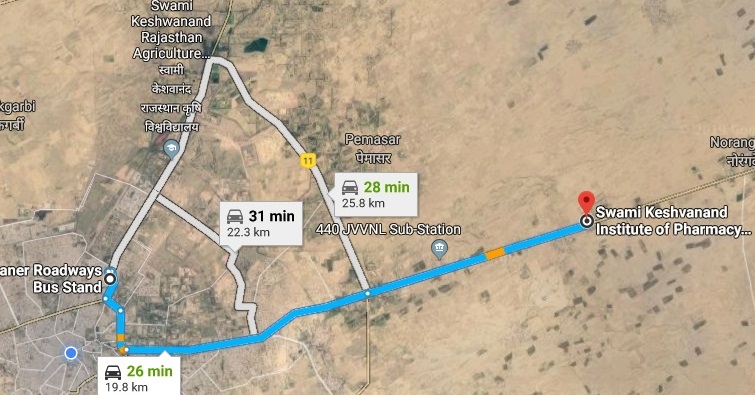 Swami
Keshwanand
Rajasthan
Agriculture...
स्वामी
केशवानंद
राजस्थान कृषि
विश्वविद्यालय
kgarbi
गर्बी
11
Pemasar
पेमासर
28 min
25.8 km
Norang
नोरंग
31 min
22.3 km
440 JVVNL Sub-Station
Swami Keshvanand
Institute of Pharmacy...
aner Roadways
Bus Stand
26 min
19.8 km